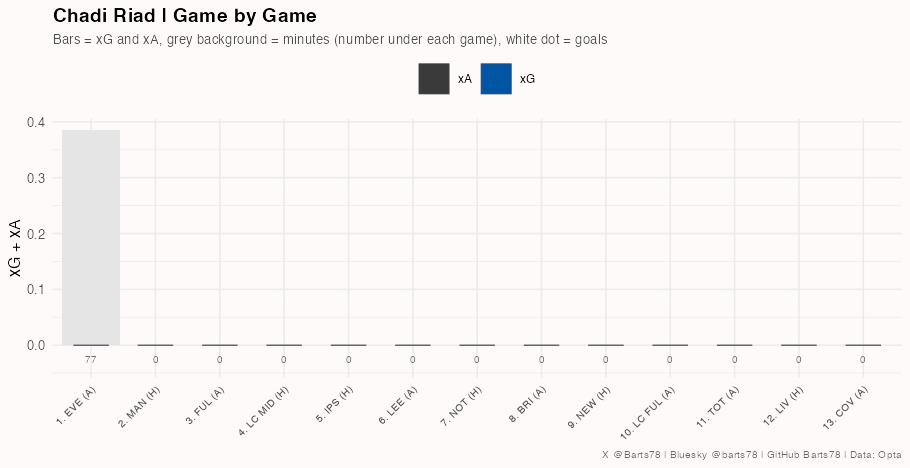 Chadi Riad | Game by Game
Bars = xG and xA, grey background = minutes (number under each game), white dot = goals
xA xG
xG + xA
0.4
0.3
0.2
0.1
0.0
77 0 0 0 0 0 0 0 0 0 0 0 0
1. EVE (A)
2. MAN (H)
3. FUL (A)
4. LC MID (H)
5. IPS (H)
6. LEE (A)
7. NOT (H)
8. BRI (A)
9. NEW (H)
10. LC FUL (A)
11. TOT (A)
12. LIV (H)
13. COV (A)
X @Barts78 | Bluesky @barts78 | GitHub Barts78 | Data: Opta